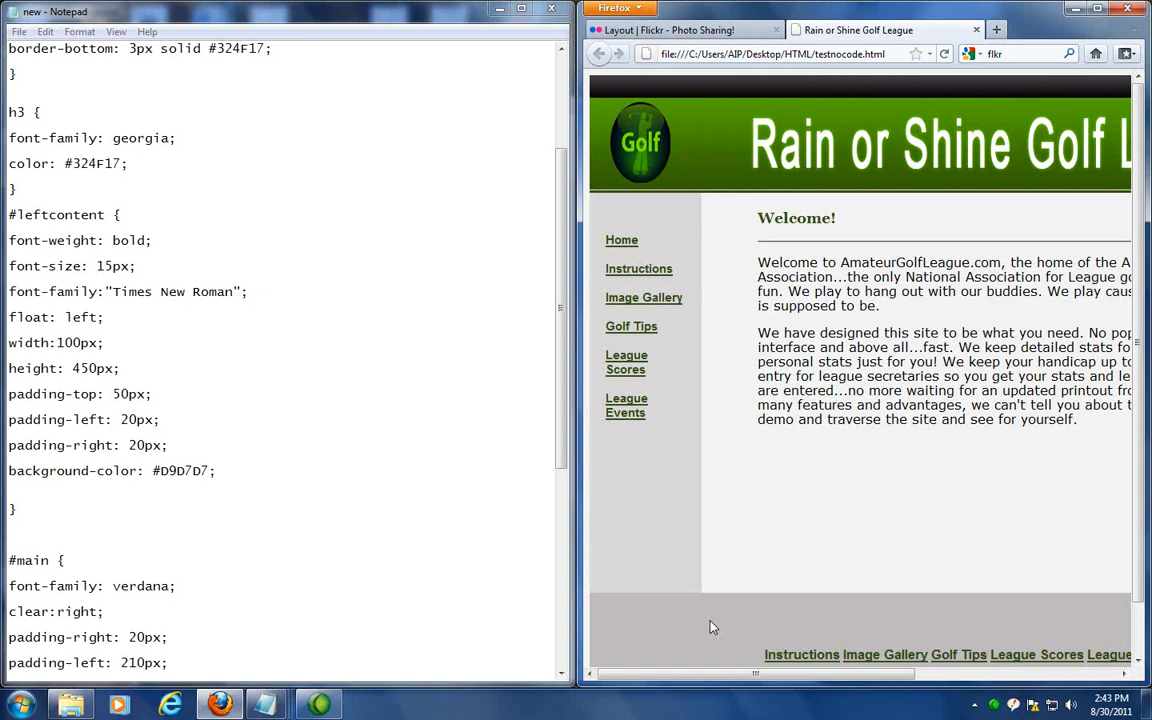 new - Notepad
File Edit Format View Help
border-bottom: 3px solid #324F17;
}
h3 {
font-family: georgia;
color: #324F17;
}
#leftcontent {
font-weight: bold;
font-size: 15px;
font-family:"Times New Roman";
float: left;
width:100px;
height: 450px;
padding-top: 50px;
padding-left: 20px;
padding-right: 20px;
background-color: #D9D7D7;
}
#main {
font-family: verdana;
clear:right;
padding-right: 20px;
padding-left: 210px;
Firefox
Layout | Flickr - Photo Sharing!
Rain or Shine Golf League
file:///C:/Users/AIP/Desktop/HTML/testnocode.html
flkr
Golf
Rain or Shine Golf L
Home
Instructions
Image Gallery
Golf Tips
League
Scores
League
Events
Welcome!
Welcome to AmateurGolfLeague.com, the home of the A
Association...the only National Association for League go
fun. We play to hang out with our buddies. We play caus
is supposed to be.
We have designed this site to be what you need. No pop
interface and above all...fast. We keep detailed stats fo
personal stats just for you! We keep your handicap up to
entry for league secretaries so you get your stats and le
are entered...no more waiting for an updated printout fro
many features and advantages, we can't tell you about t
demo and traverse the site and see for yourself.
Instructions Image Gallery Golf Tips League Scores League
2:43 PM
8/30/2011